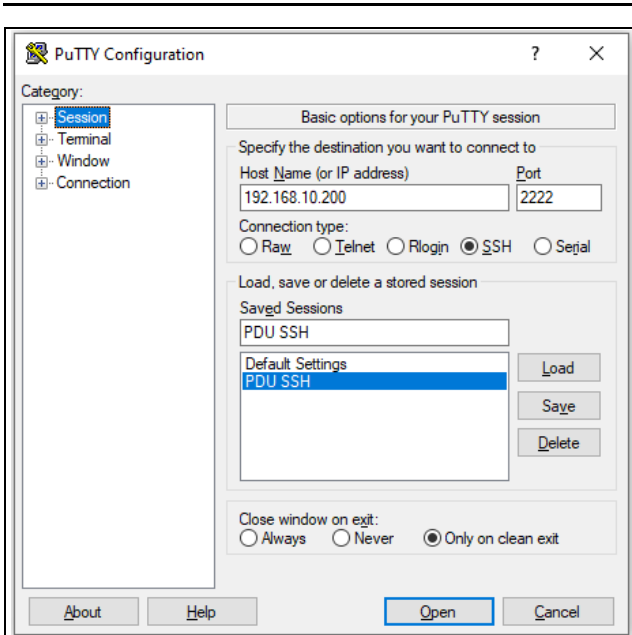 PuTTY Configuration
?
Category:
Session
Terminal
Window
Connection
Basic options for your PuTTY session
Specify the destination you want to connect to
Host Name (or IP address) Port
192.168.10.200 2222
Connection type:
Raw Telnet Rlogin SSH Serial
Load, save or delete a stored session
Saved Sessions
PDU SSH
Default Settings
PDU SSH
Load
Save
Delete
Close window on exit:
Always Never Only on clean exit
About Help Open Cancel